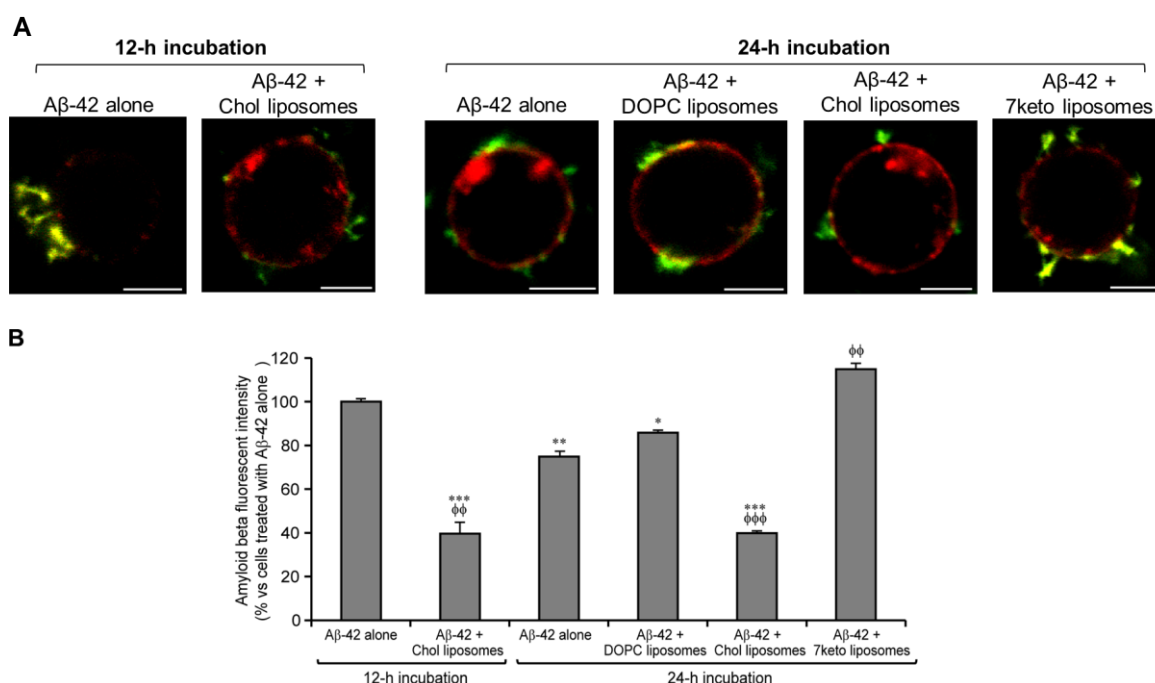 A
12-h incubation
24-h incubation
Aβ-42 alone
Aβ-42 +
Chol liposomes
Aβ-42 alone
Aβ-42 +
DOPC liposomes
Aβ-42 +
Chol liposomes
Aβ-42 +
7keto liposomes
B
Amyloid beta fluorescent intensity
(% vs cells treated with Aβ-42 alone )
120
100
80
60
40
20
0
***
ϕϕ
**
*
***
ϕϕϕ
ϕϕ
Aβ-42 alone
Aβ-42 +
Chol liposomes
Aβ-42 alone
Aβ-42 +
DOPC liposomes
Aβ-42 +
Chol liposomes
Aβ-42 +
7keto liposomes
12-h incubation
24-h incubation